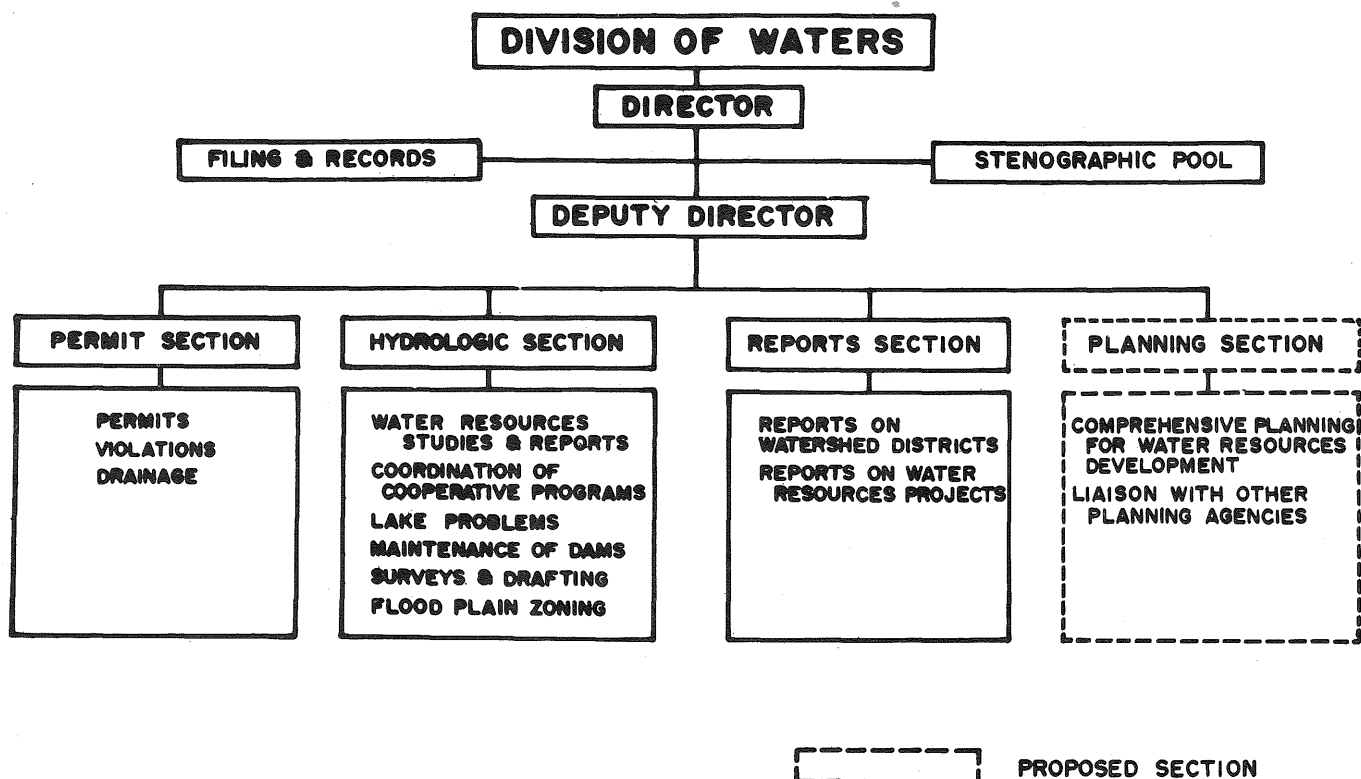 DIVISION OF WATERS
DIRECTOR
FILING & RECORDS
STENOGRAPHIC POOL
DEPUTY DIRECTOR
PERMIT SECTION
HYDROLOGIC SECTION
REPORTS SECTION
PLANNING SECTION
PERMITS
VIOLATIONS
DRAINAGE
WATER RESOURCES
STUDIES & REPORTS
COORDINATION OF
COOPERATIVE PROGRAMS
LAKE PROBLEMS
MAINTENANCE OF DAMS
SURVEYS & DRAFTING
FLOOD PLAIN ZONING
REPORTS ON
WATERSHED DISTRICTS
REPORTS ON WATER
RESOURCES PROJECTS
COMPREHENSIVE PLANNING
FOR WATER RESOURCES
DEVELOPMENT
LIAISON WITH OTHER
PLANNING AGENCIES
PROPOSED SECTION